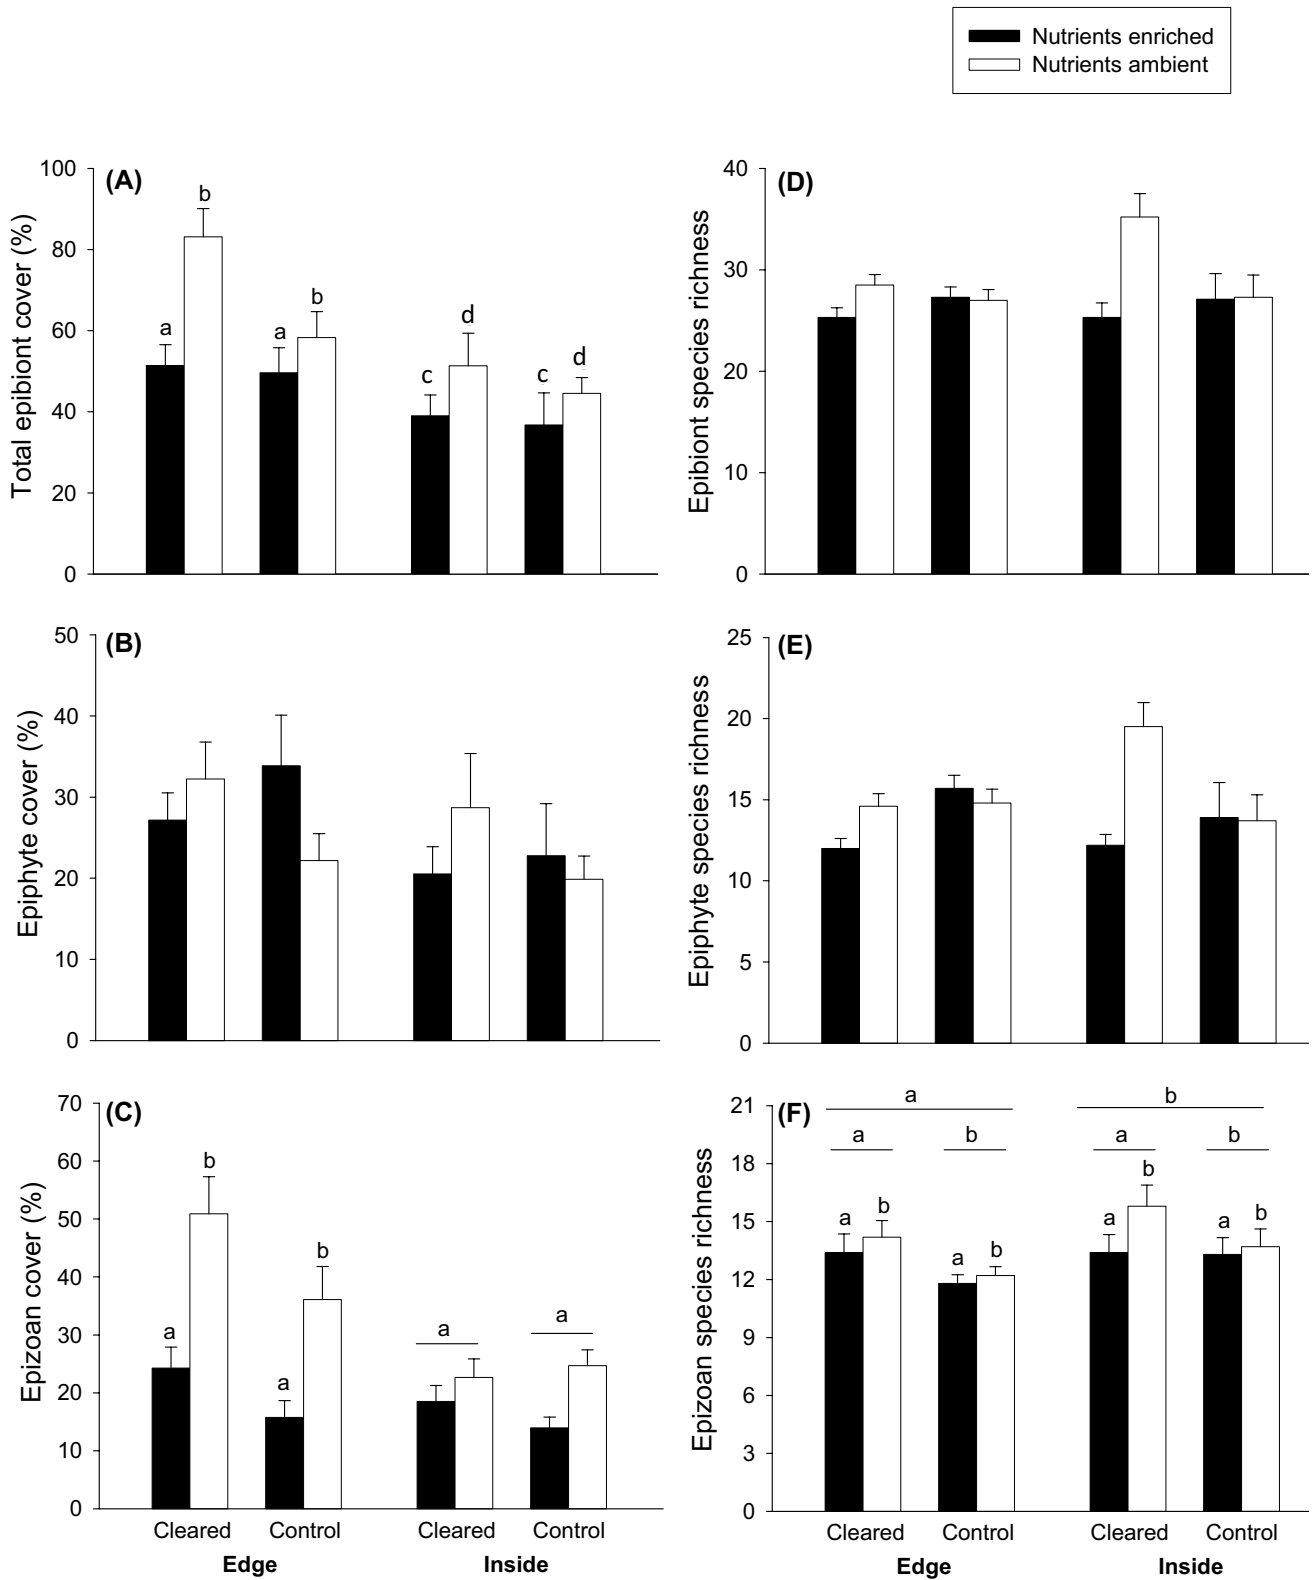 Nutrients enriched
Nutrients ambient
(A)
Total epibiont cover (%)
100
80
60
40
20
0
a
b
a
b
c
d
c
d
(D)
Epibiont species richness
40
30
20
10
0
(B)
Epiphyte cover (%)
50
40
30
20
10
0
(E)
Epiphyte species richness
25
20
15
10
5
0
(C)
Epizoan cover (%)
70
60
50
40
30
20
10
0
a
b
a
b
a
a
Cleared Control Cleared Control
Edge Inside
(F)
Epizoan species richness
21
18
15
12
9
6
3
0
a b
a b a b
a b a b a b a b
Cleared Control Cleared Control
Edge Inside